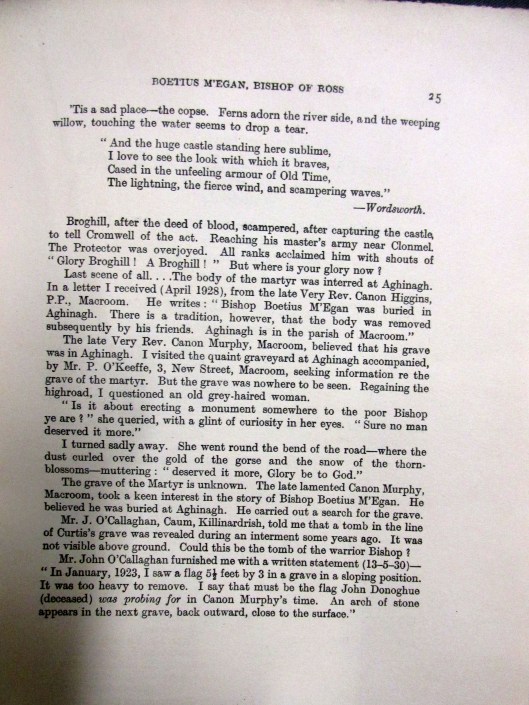 BOETIUS M'EGAN, BISHOP OF ROSS
25
'Tis a sad place—the copse. Ferns adorn the river side, and the weeping
willow, touching the water seems to drop a tear.
" And the huge castle standing here sublime,
I love to see the look with which it braves,
Cased in the unfeeling armour of Old Time,
The lightning, the fierce wind, and scampering waves."
—Wordsworth.
Broghill, after the deed of blood, scampered, after capturing the castle,
to tell Cromwell of the act. Reaching his master's army near Clonmel.
The Protector was overjoyed. All ranks acclaimed him with shouts of
" Glory Broghill ! A Broghill ! " But where is your glory now ?
Last scene of all. . . .The body of the martyr was interred at Aghinagh.
In a letter I received (April 1928), from the late Very Rev. Canon Higgins,
P.P., Macroom. He writes : " Bishop Boetius M'Egan was buried in
Aghinagh. There is a tradition, however, that the body was removed
subsequently by his friends. Aghinagh is in the parish of Macroom."
The late Very Rev. Canon Murphy, Macroom, believed that his grave
was in Aghinagh. I visited the quaint graveyard at Aghinagh accompanied,
by Mr. P. O'Keeffe, 3, New Street, Macroom, seeking information re the
grave of the martyr. But the grave was nowhere to be seen. Regaining the
highroad, I questioned an old grey-haired woman.
" Is it about erecting a monument somewhere to the poor Bishop
ye are ? " she queried, with a glint of curiosity in her eyes. " Sure no man
deserved it more."
I turned sadly away. She went round the bend of the road—where the
dust curled over the gold of the gorse and the snow of the thorn-
blossoms—muttering : " deserved it more, Glory be to God."
The grave of the Martyr is unknown. The late lamented Canon Murphy,
Macroom, took a keen interest in the story of Bishop Boetius M'Egan. He
believed he was buried at Aghinagh. He carried out a search for the grave.
Mr. J. O'Callaghan, Caum, Killinardrish, told me that a tomb in the line
of Curtis's grave was revealed during an interment some years ago. It was
not visible above ground. Could this be the tomb of the warrior Bishop ?
Mr. John O'Callaghan furnished me with a written statement (13-5-30)—
" In January, 1923, I saw a flag 5½ feet by 3 in a grave in a sloping position.
It was too heavy to remove. I say that must be the flag John Donoghue
(deceased) was probing for in Canon Murphy's time. An arch of stone
appears in the next grave, back outward, close to the surface."